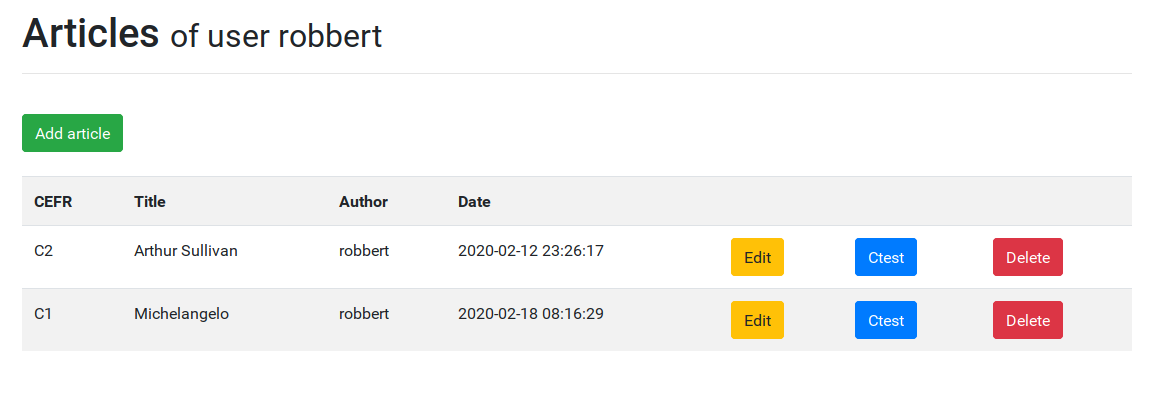 Articles of user robbert
Add article
CEFR Title Author Date
C2 Arthur Sullivan robbert 2020-02-12 23:26:17 Edit Ctest Delete
C1 Michelangelo robbert 2020-02-18 08:16:29 Edit Ctest Delete